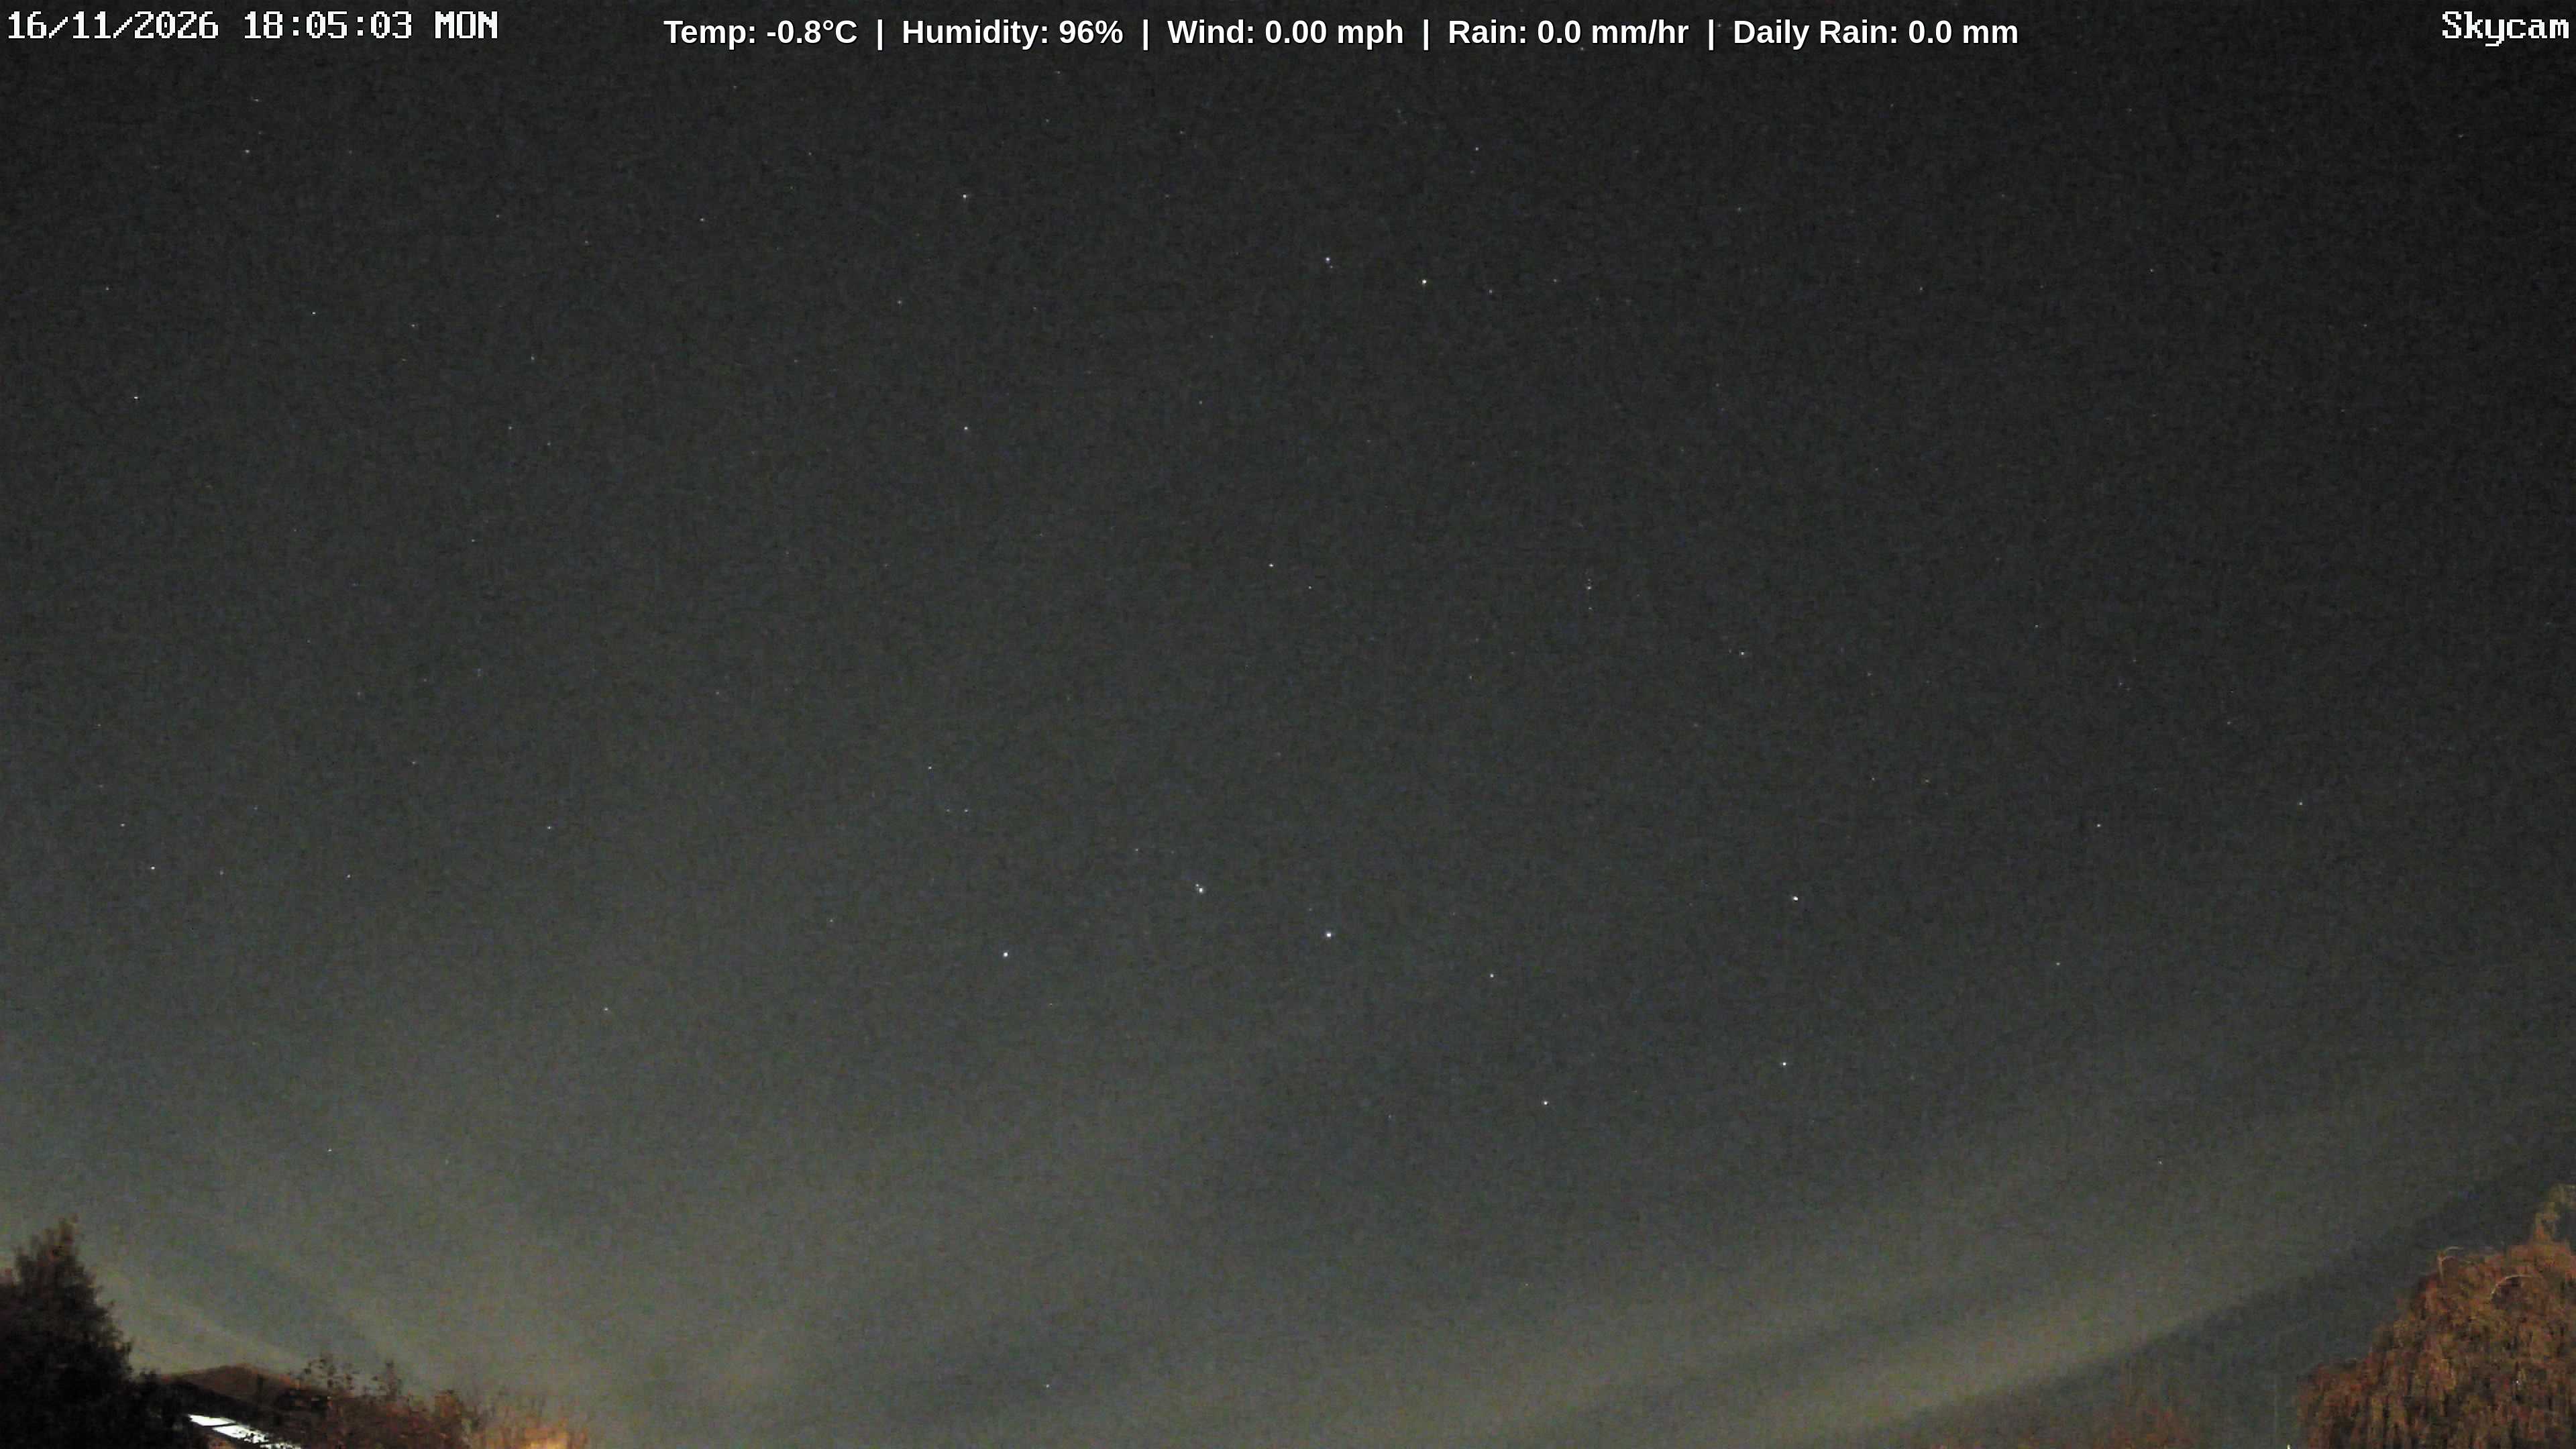 16/11/2026 18:05:03 MON
Temp: -0.8°C | Humidity: 96% | Wind: 0.00 mph | Rain: 0.0 mm/hr | Daily Rain: 0.0 mm
Skycam